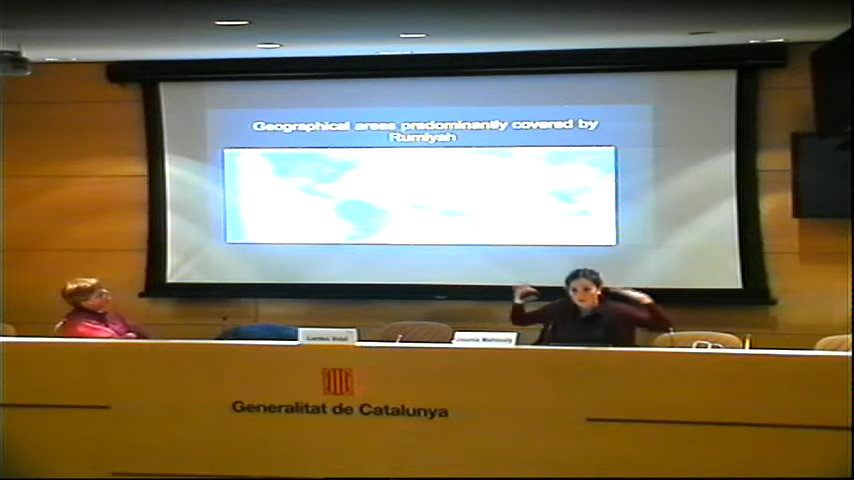 Geographical areas predominantly covered by
Rumiyah
Generalitat de Catalunya